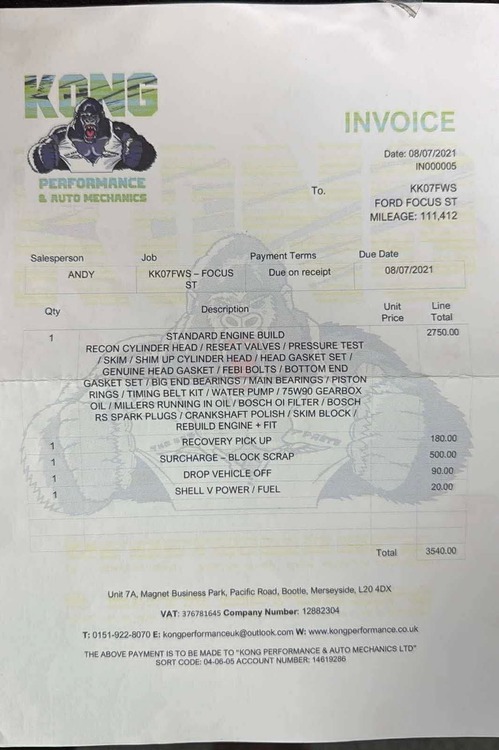 KONG
PERFORMANCE
& AUTO MECHANICS
INVOICE
Date: 08/07/2021
IN000005
To. KK07FWS
FORD FOCUS ST
MILEAGE: 111,412
Salesperson Job Payment Terms Due Date
ANDY KK07FWS – FOCUS ST Due on receipt 08/07/2021
Qty Description Unit Price Line Total
1 STANDARD ENGINE BUILD 2750.00
RECON CYLINDER HEAD / RESEAT VALVES / PRESSURE TEST
/ SKIM / SHIM UP CYLINDER HEAD / HEAD GASKET SET /
GENUINE HEAD GASKET / FEBI BOLTS / BOTTOM END
GASKET SET / BIG END BEARINGS / MAIN BEARINGS / PISTON
RINGS / TIMING BELT KIT / WATER PUMP / 75W90 GEARBOX
OIL / MILLERS RUNNING IN OIL / BOSCH OI FILTER / BOSCH
RS SPARK PLUGS / CRANKSHAFT POLISH / SKIM BLOCK /
REBUILD ENGINE + FIT
1 RECOVERY PICK UP 180.00
1 SURCHARGE – BLOCK SCRAP 500.00
1 DROP VEHICLE OFF 90.00
1 SHELL V POWER / FUEL 20.00
Total 3540.00
Unit 7A, Magnet Business Park, Pacific Road, Bootle, Merseyside, L20 4DX
VAT: 376781645 Company Number: 12882304
T: 0151-922-8070 E: kongperformanceuk@outlook.com W: www.kongperformance.co.uk
THE ABOVE PAYMENT IS TO BE MADE TO "KONG PERFORMANCE & AUTO MECHANICS LTD"
SORT CODE: 04-06-05 ACCOUNT NUMBER: 14619286